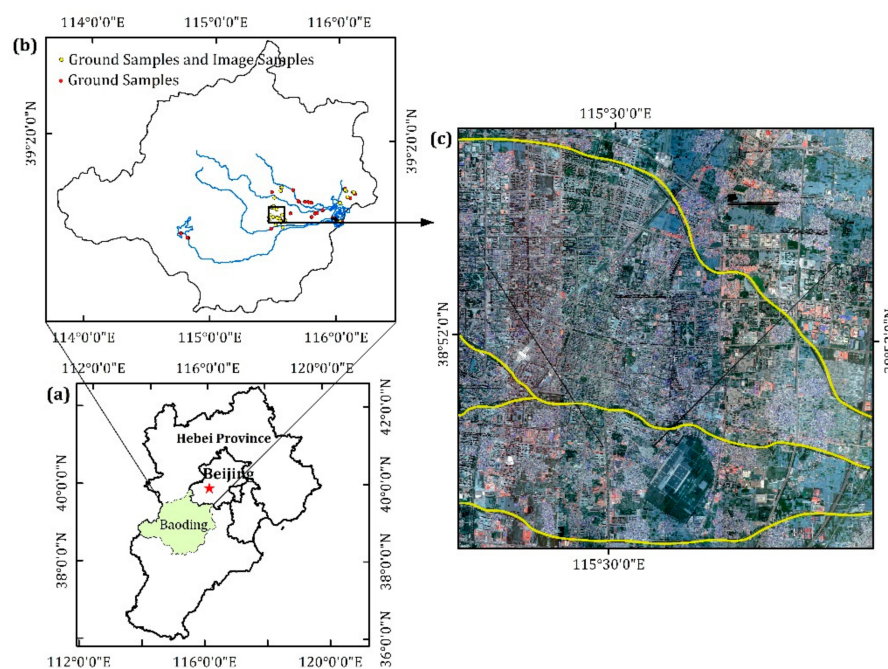 114°0'0"E 115°0'0"E 116°0'0"E
(b)
Ground Samples and Image Samples
Ground Samples
39°20'0"N
39°20'0"N
114°0'0"E 115°0'0"E 116°0'0"E
115°30'0"E
(c)
38°52'0"N
115°30'0"E
112°0'0"E 116°0'0"E 120°0'0"E
(a)
Hebei Province
Beijing
Baoding
40°0'0"N
38°0'0"N
42°0'0"N
40°0'0"N
38°0'0"N
36°0'0"N
112°0'0"E 116°0'0"E 120°0'0"E